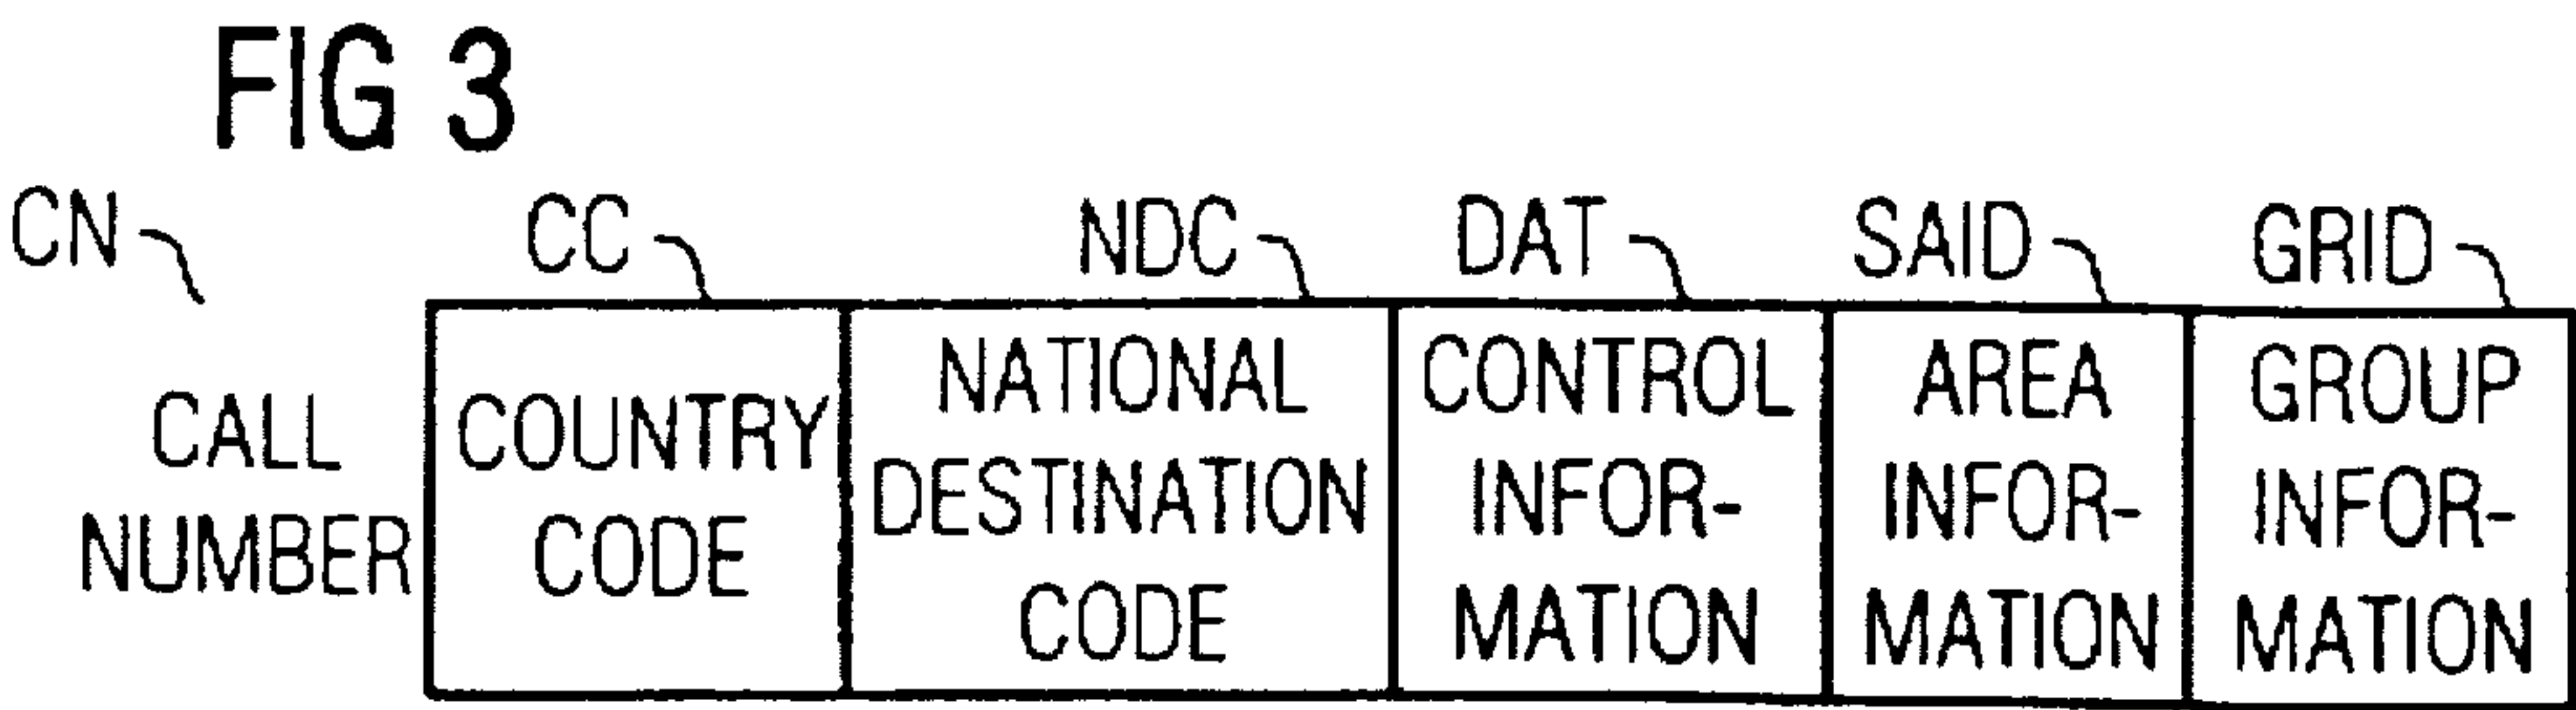 FIG 3
CN CC NDC DAT SAID GRID
CALL NUMBER
COUNTRY CODE
NATIONAL DESTINATION CODE
CONTROL INFOR- MATION
AREA INFOR- MATION
GROUP INFOR- MATION